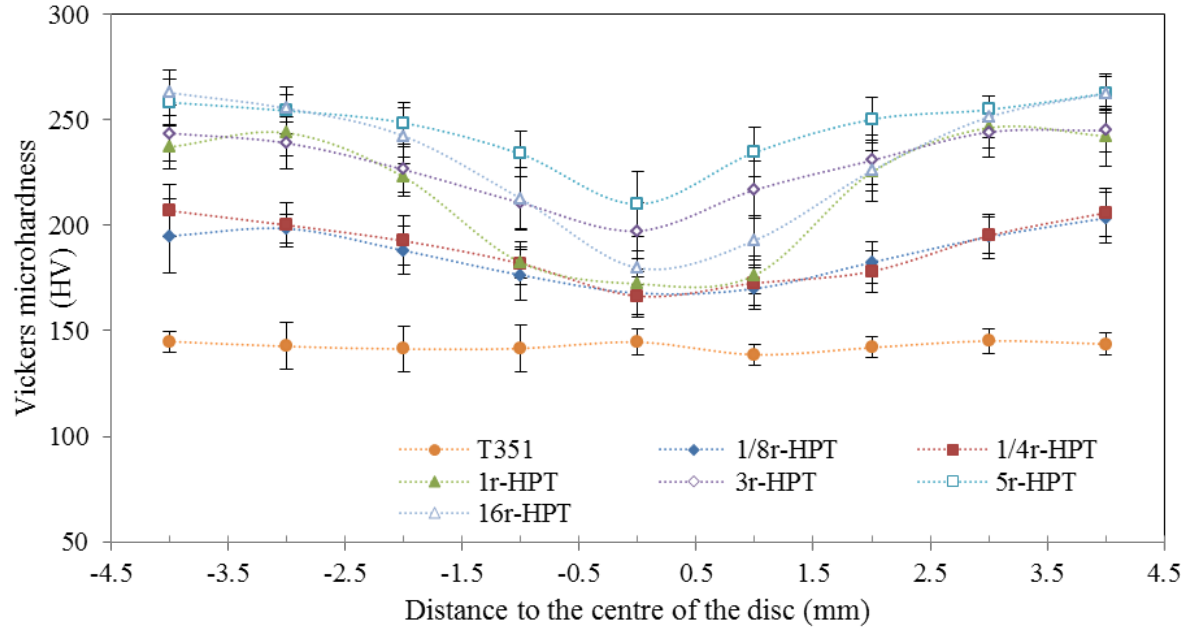 300
250
200
150
100
50
Vickers microhardness
(HV)
T351 1/8r-HPT 1/4r-HPT
1r-HPT 3r-HPT 5r-HPT
16r-HPT
-4.5 -3.5 -2.5 -1.5 -0.5 0.5 1.5 2.5 3.5 4.5
Distance to the centre of the disc (mm)